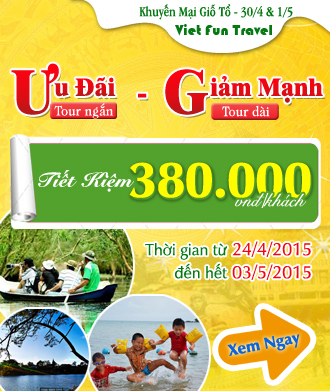 Khuyến Mại Giỗ Tổ - 30/4 & 1/5
Viet Fun Travel
Ưu Đãi - Giảm Mạnh
Tour ngắn Tour dài
Tiết Kiệm 380.000
vnđ/khách
Thời gian từ 24/4/2015
đến hết 03/5/2015
Xem Ngay